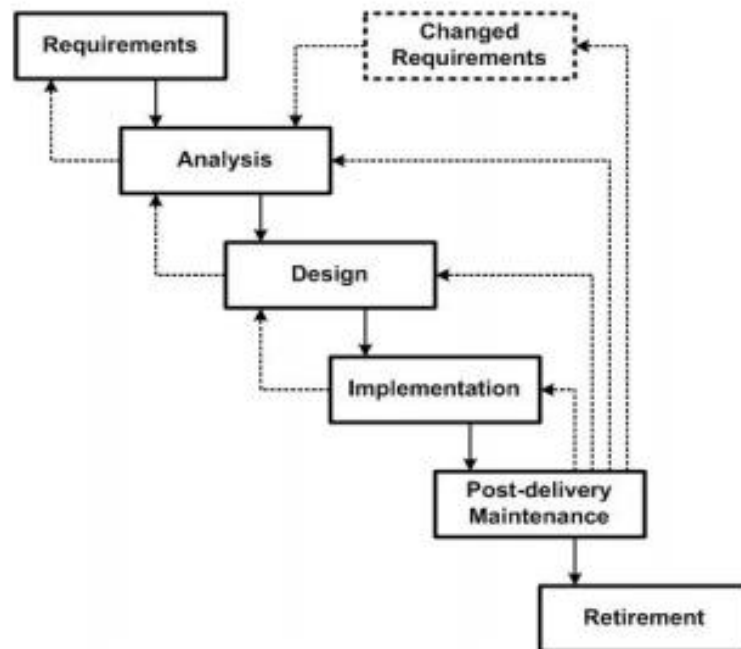 Requirements
Changed
Requirements
Analysis
Design
Implementation
Post-delivery
Maintenance
Retirement